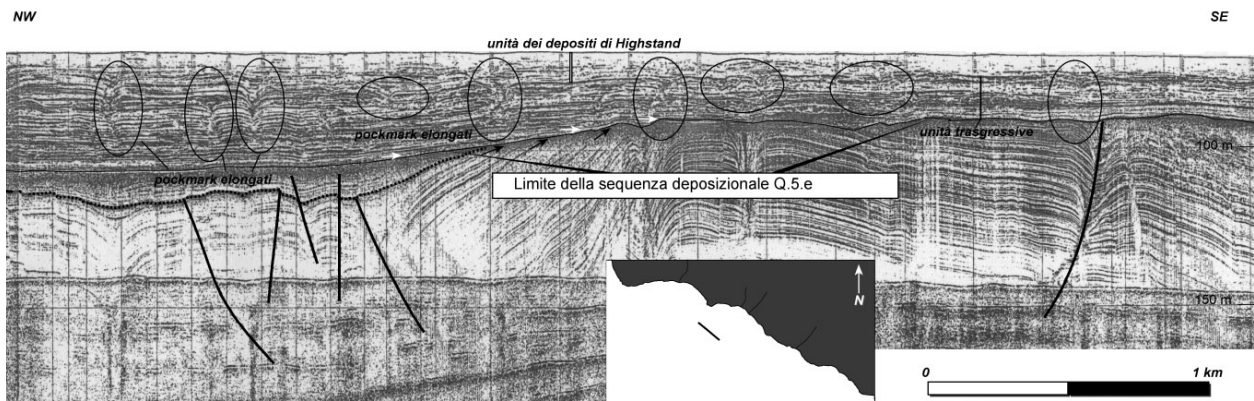 NW
SE
unità dei depositi di Highstand
pockmark elongati
unità trasgressive
100 m
pockmark elongati
Limite della sequenza deposizionale Q.5.e
N
150 m
0
1 km